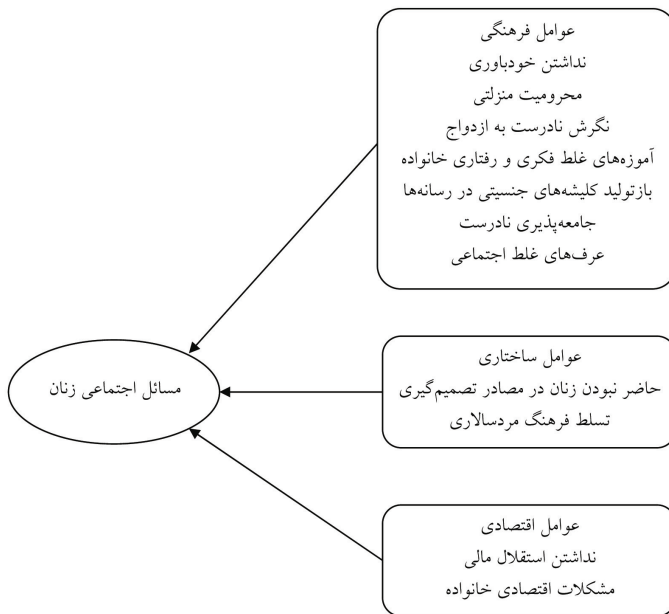 عوامل فرهنگی
نداشتن خودباوری
محرومیت منزلتی
نگرش نادرست به ازدواج
آموزه‌های غلط فکری و رفتاری خانواده
بازتولید کلیشه‌های جنسیتی در رسانه‌ها
جامعه‌پذیری نادرست
عرف‌های غلط اجتماعی
عوامل ساختاری
حاضر نبودن زنان در مصادر تصمیم‌گیری
تسلط فرهنگ مردسالاری
مسائل اجتماعی زنان
عوامل اقتصادی
نداشتن استقلال مالی
مشکلات اقتصادی خانواده